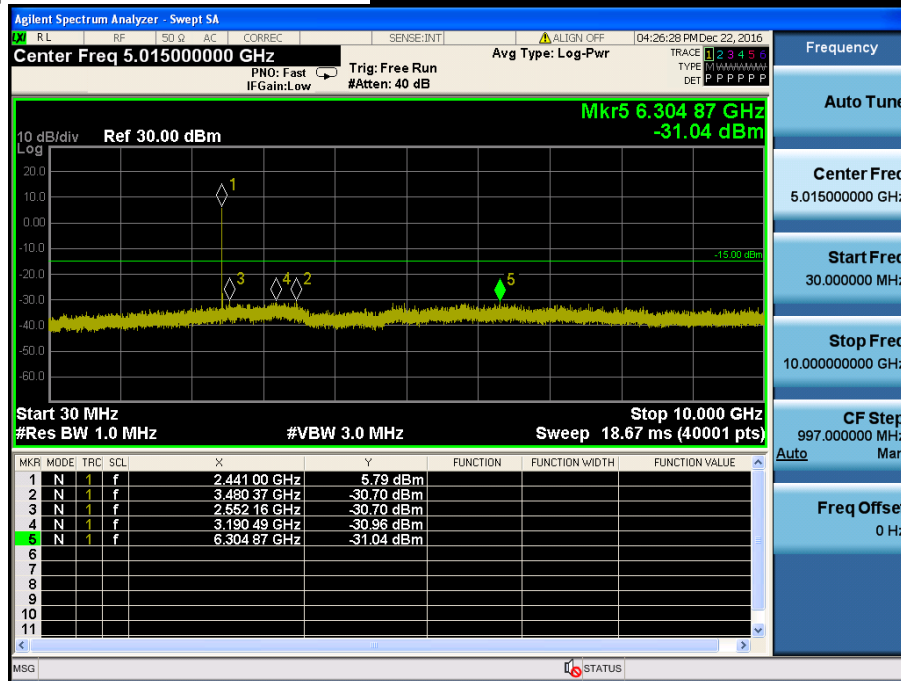 Agilent Spectrum Analyzer - Swept SA
LXI RL RF 50 Ω AC CORREC SENSE:INT ALIGN OFF 04:26:28 PM Dec 22, 2016
Center Freq 5.015000000 GHz
PNO: Fast
IFGain:Low
Trig: Free Run
#Atten: 40 dB
Avg Type: Log-Pwr
TRACE 1 2 3 4 5 6
TYPE M W W W W W
DET P P P P P P
Mkr5 6.304 87 GHz
-31.04 dBm
10 dB/div Ref 30.00 dBm
Log
20.0
10.0
0.00
-10.0
-20.0
-30.0
-40.0
-50.0
-60.0
1
3
4
2
5
-15.00 dBm
Start 30 MHz Stop 10.000 GHz
#Res BW 1.0 MHz #VBW 3.0 MHz Sweep 18.67 ms (40001 pts)
MKR MODE TRC SCL X Y FUNCTION FUNCTION WIDTH FUNCTION VALUE
1 N 1 f 2.441 00 GHz 5.79 dBm
2 N 1 f 3.480 37 GHz -30.70 dBm
3 N 1 f 2.552 16 GHz -30.70 dBm
4 N 1 f 3.190 49 GHz -30.96 dBm
5 N 1 f 6.304 87 GHz -31.04 dBm
6
7
8
9
10
11
MSG STATUS
Frequency
Auto Tune
Center Freq
5.015000000 GHz
Start Freq
30.000000 MHz
Stop Freq
10.000000000 GHz
CF Step
997.000000 MHz
Auto Man
Freq Offset
0 Hz